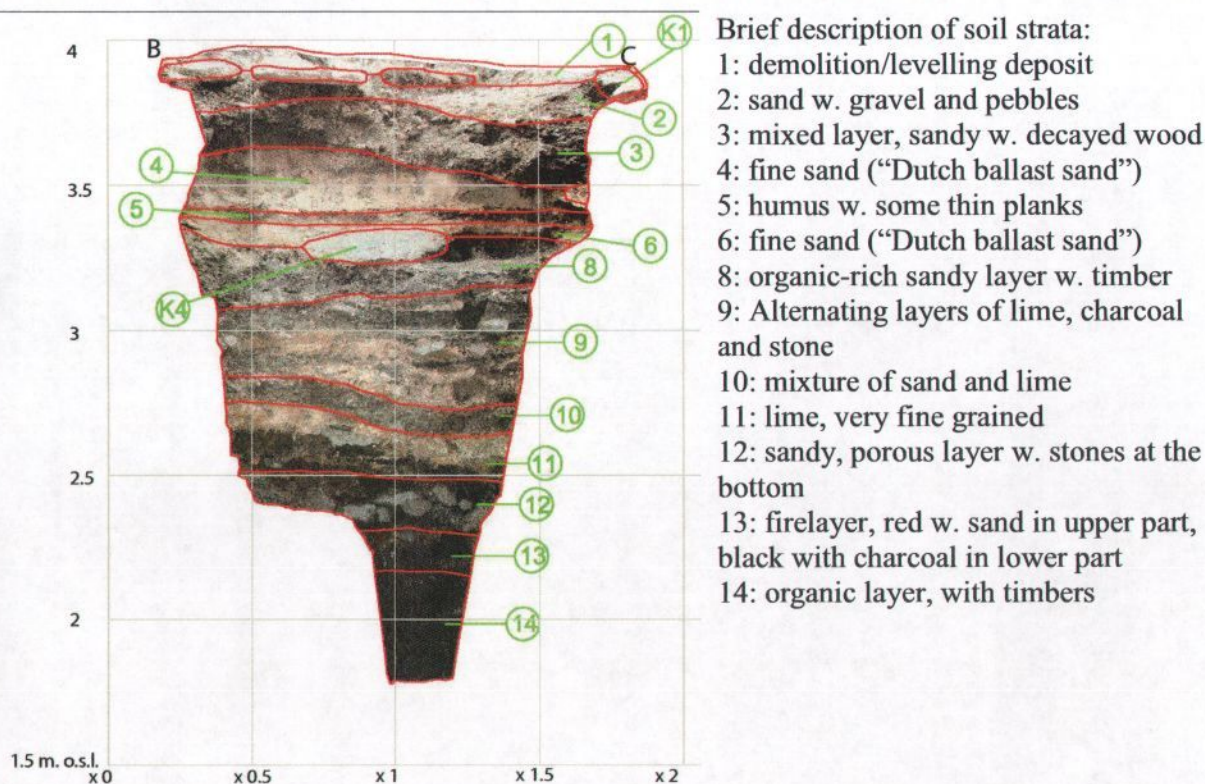 4
B
1
C
K1
2
3
3.5
4
5
6
8
K4
3
9
10
11
2.5
12
13
2
14
1.5 m. o.s.l.
x 0
x 0.5
x 1
x 1.5
x 2
Brief description of soil strata:
1: demolition/levelling deposit
2: sand w. gravel and pebbles
3: mixed layer, sandy w. decayed wood
4: fine sand (“Dutch ballast sand”)
5: humus w. some thin planks
6: fine sand (“Dutch ballast sand”)
8: organic-rich sandy layer w. timber
9: Alternating layers of lime, charcoal
and stone
10: mixture of sand and lime
11: lime, very fine grained
12: sandy, porous layer w. stones at the
bottom
13: firelayer, red w. sand in upper part,
black with charcoal in lower part
14: organic layer, with timbers